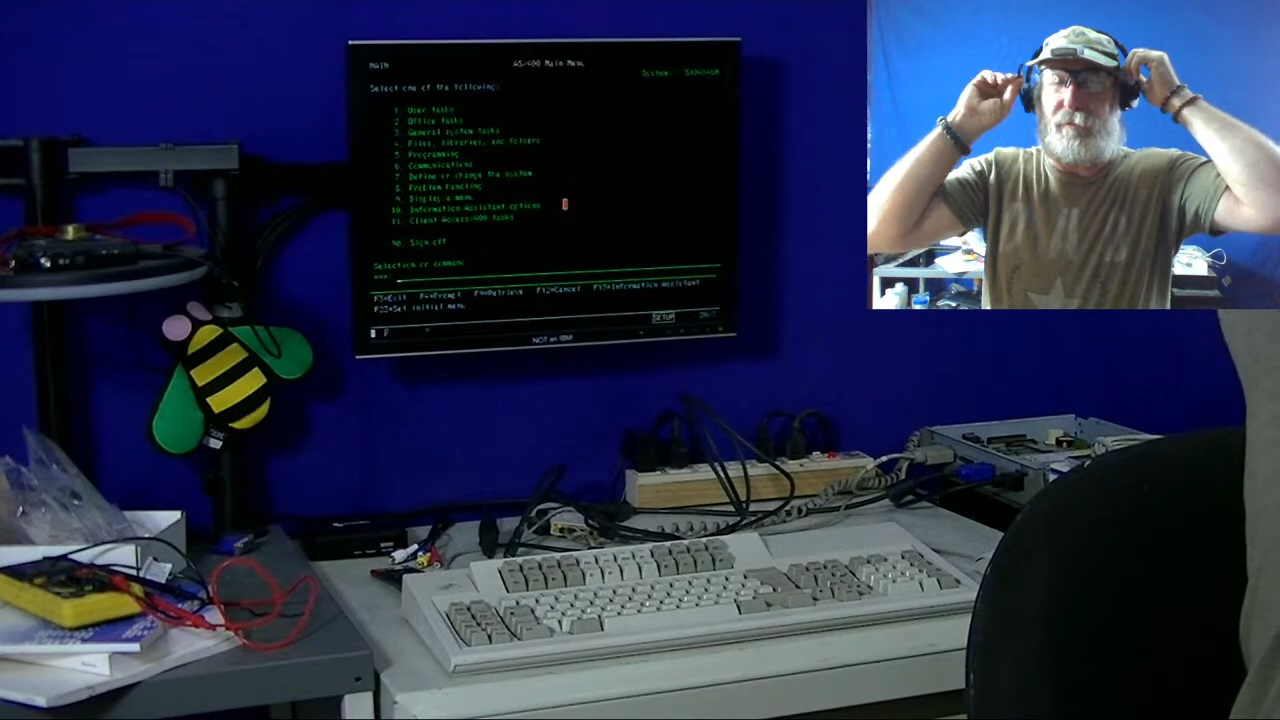 MAIN AS/400 Main Menu
System:
Select one of the following:
1. User tasks
2. Office tasks
3. General system tasks
4. Files, libraries, and folders
5. Programming
6. Communications
7. Define or change the system
8. Problem handling
9. Display a menu
10. Information Assistant options
11. Client Access/400 tasks
90. Sign off
Selection or command
===>
F3=Exit F4=Prompt F9=Retrieve F12=Cancel F13=Information Assistant
F23=Set initial menu
SETUP
NOT an IBM!